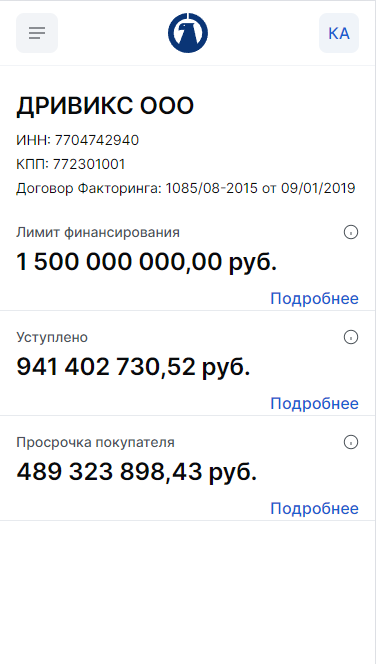 КА
ДРИВИКС ООО
ИНН: 7704742940
КПП: 772301001
Договор Факторинга: 1085/08-2015 от 09/01/2019
Лимит финансирования
1 500 000 000,00 руб.
Подробнее
Уступлено
941 402 730,52 руб.
Подробнее
Просрочка покупателя
489 323 898,43 руб.
Подробнее